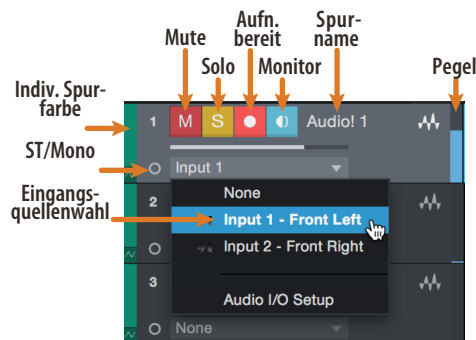 Mute
Aufn.
bereit
Spur-
name
Solo
Monitor
Pegel
Indiv. Spur-
farbe
1 M S Audio! 1
ST/Mono
Input 1
Eingangs-
quellenwahl
None
2
Input 1 - Front Left
Input 2 - Front Right
3
Audio I/O Setup
None